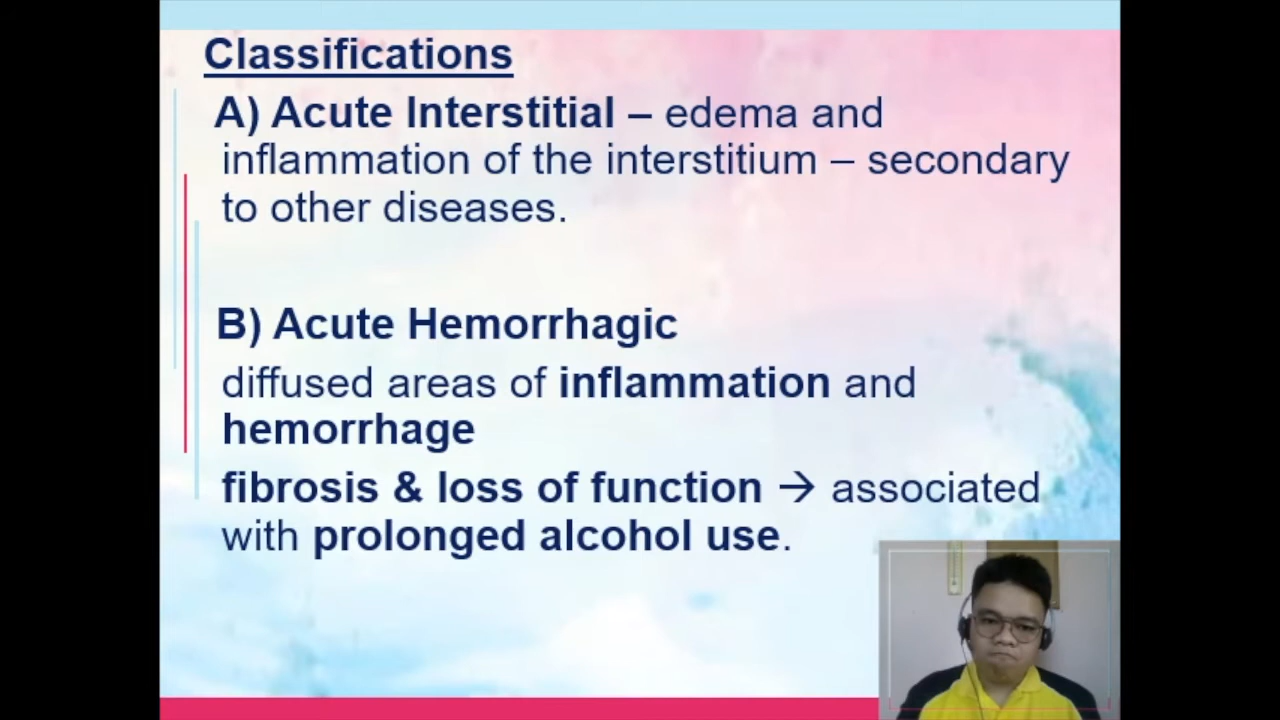 Classifications
A) Acute Interstitial – edema and
inflammation of the interstitium – secondary
to other diseases.
B) Acute Hemorrhagic
diffused areas of inflammation and
hemorrhage
fibrosis & loss of function → associated
with prolonged alcohol use.